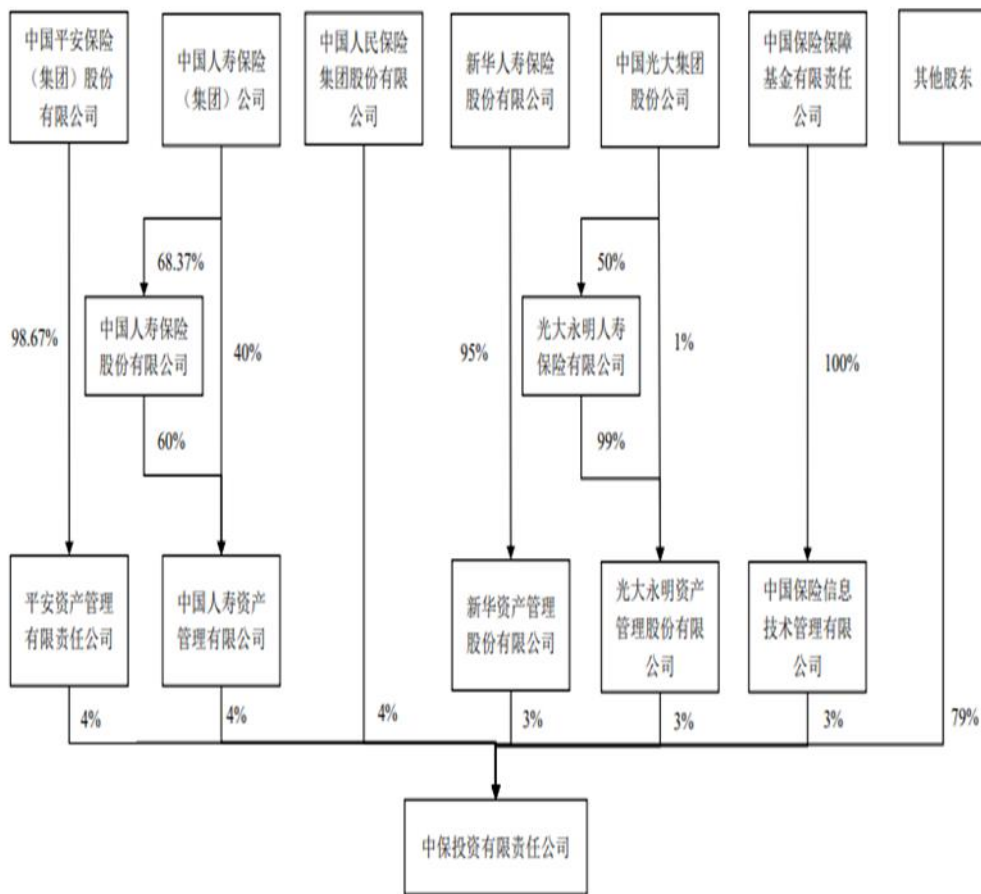 中国平安保险
（集团）股份
有限公司
中国人寿保险
（集团）公司
中国人民保险
集团股份有限
公司
新华人寿保险
股份有限公司
中国光大集团
股份公司
中国保险保障
基金有限责任
公司
其他股东
68.37%
50%
98.67%
中国人寿保险
股份有限公司
40%
95%
光大永明人寿
保险有限公司
1%
100%
60%
99%
平安资产管理
有限责任公司
中国人寿资产
管理有限公司
新华资产管理
股份有限公司
光大永明资产
管理股份有限
公司
中国保险信息
技术管理有限
公司
4%
4%
4%
3%
3%
3%
79%
中保投资有限责任公司